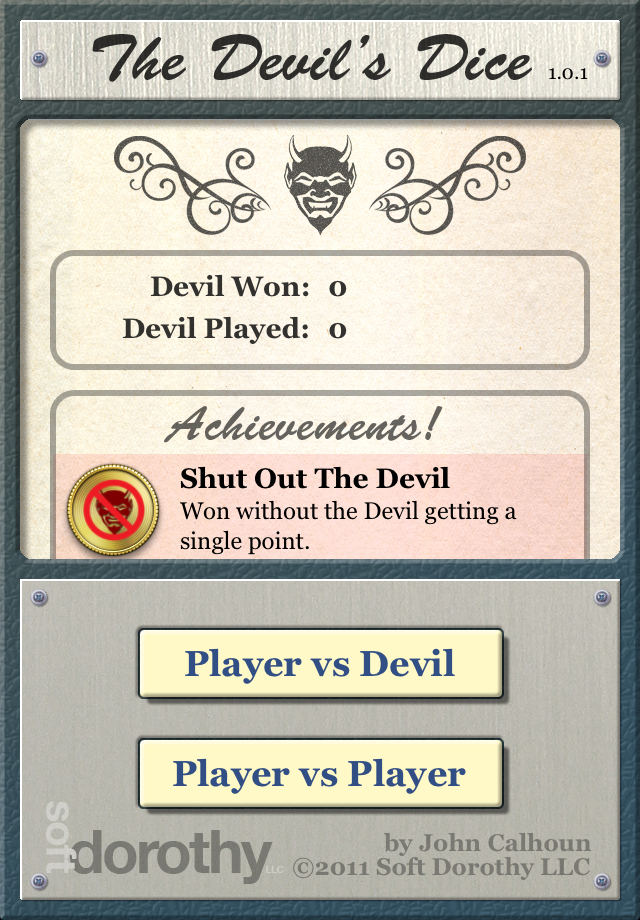 The Devil's Dice 1.0.1
Devil Won: 0
Devil Played: 0
Achievements!
Shut Out The Devil
Won without the Devil getting a
single point.
Player vs Devil
Player vs Player
soft
dorothy LLC
by John Calhoun
©2011 Soft Dorothy LLC